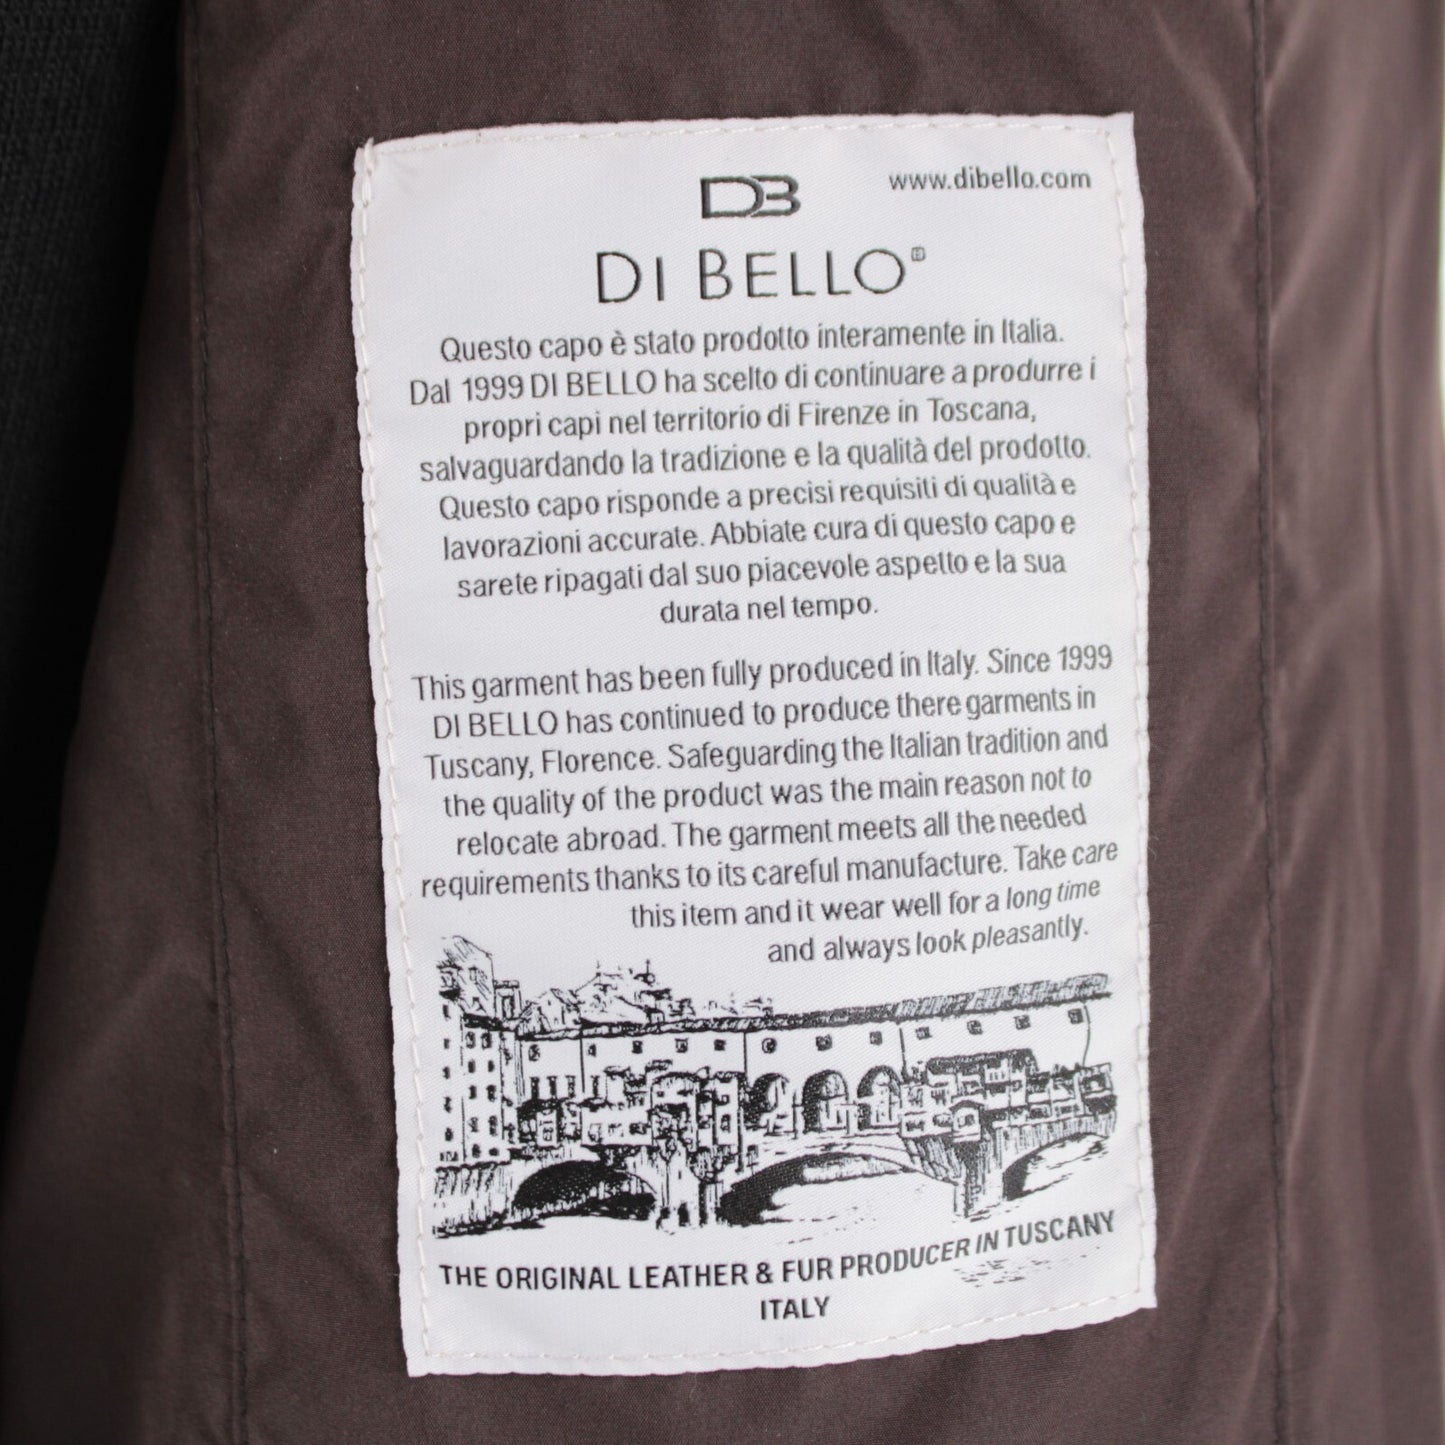 www.dibello.com
DB
DI BELLO®
Questo capo è stato prodotto interamente in Italia.
Dal 1999 DI BELLO ha scelto di continuare a produrre i
propri capi nel territorio di Firenze in Toscana,
salvaguardando la tradizione e la qualità del prodotto.
Questo capo risponde a precisi requisiti di qualità e
lavorazioni accurate. Abbiate cura di questo capo e
sarete ripagati dal suo piacevole aspetto e la sua
durata nel tempo.
This garment has been fully produced in Italy. Since 1999
DI BELLO has continued to produce there garments in
Tuscany, Florence. Safeguarding the Italian tradition and
the quality of the product was the main reason not to
relocate abroad. The garment meets all the needed
requirements thanks to its careful manufacture. Take care
this item and it wear well for a long time
and always look pleasantly.
THE ORIGINAL LEATHER & FUR PRODUCER IN TUSCANY
ITALY